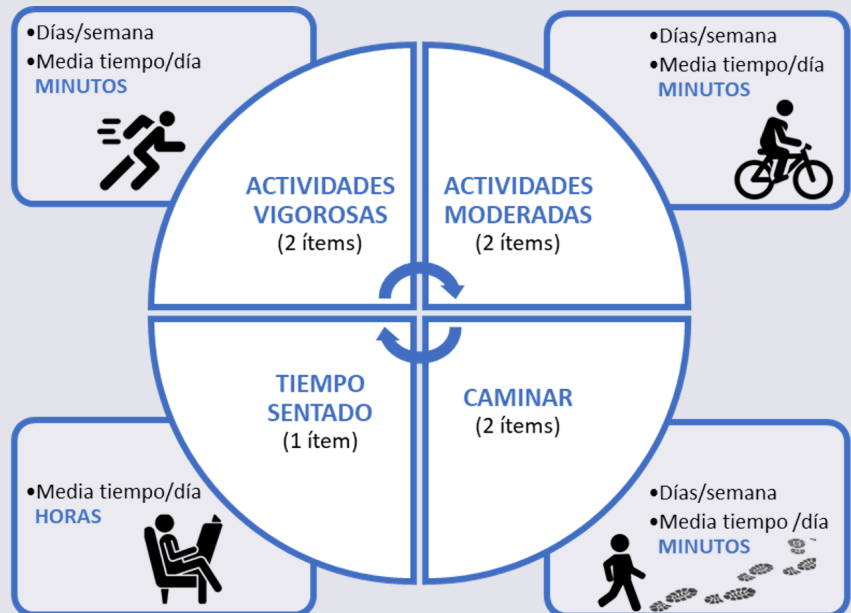 •Días/semana
•Media tiempo/día
MINUTOS
•Días/semana
•Media tiempo/día
MINUTOS
ACTIVIDADES
VIGOROSAS
(2 ítems)
ACTIVIDADES
MODERADAS
(2 ítems)
TIEMPO
SENTADO
(1 ítem)
CAMINAR
(2 ítems)
•Media tiempo/día
HORAS
•Días/semana
•Media tiempo /día
MINUTOS